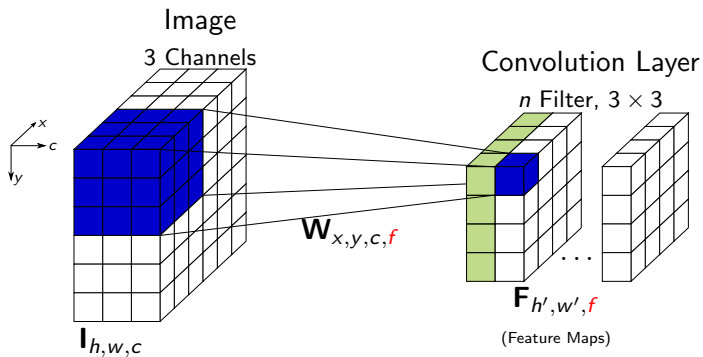 Image
3 Channels
Convolution Layer
n Filter, 3 × 3
x
c
y
W_{x,y,c,f}
...
I_{h,w,c}
F_{h',w',f}
(Feature Maps)